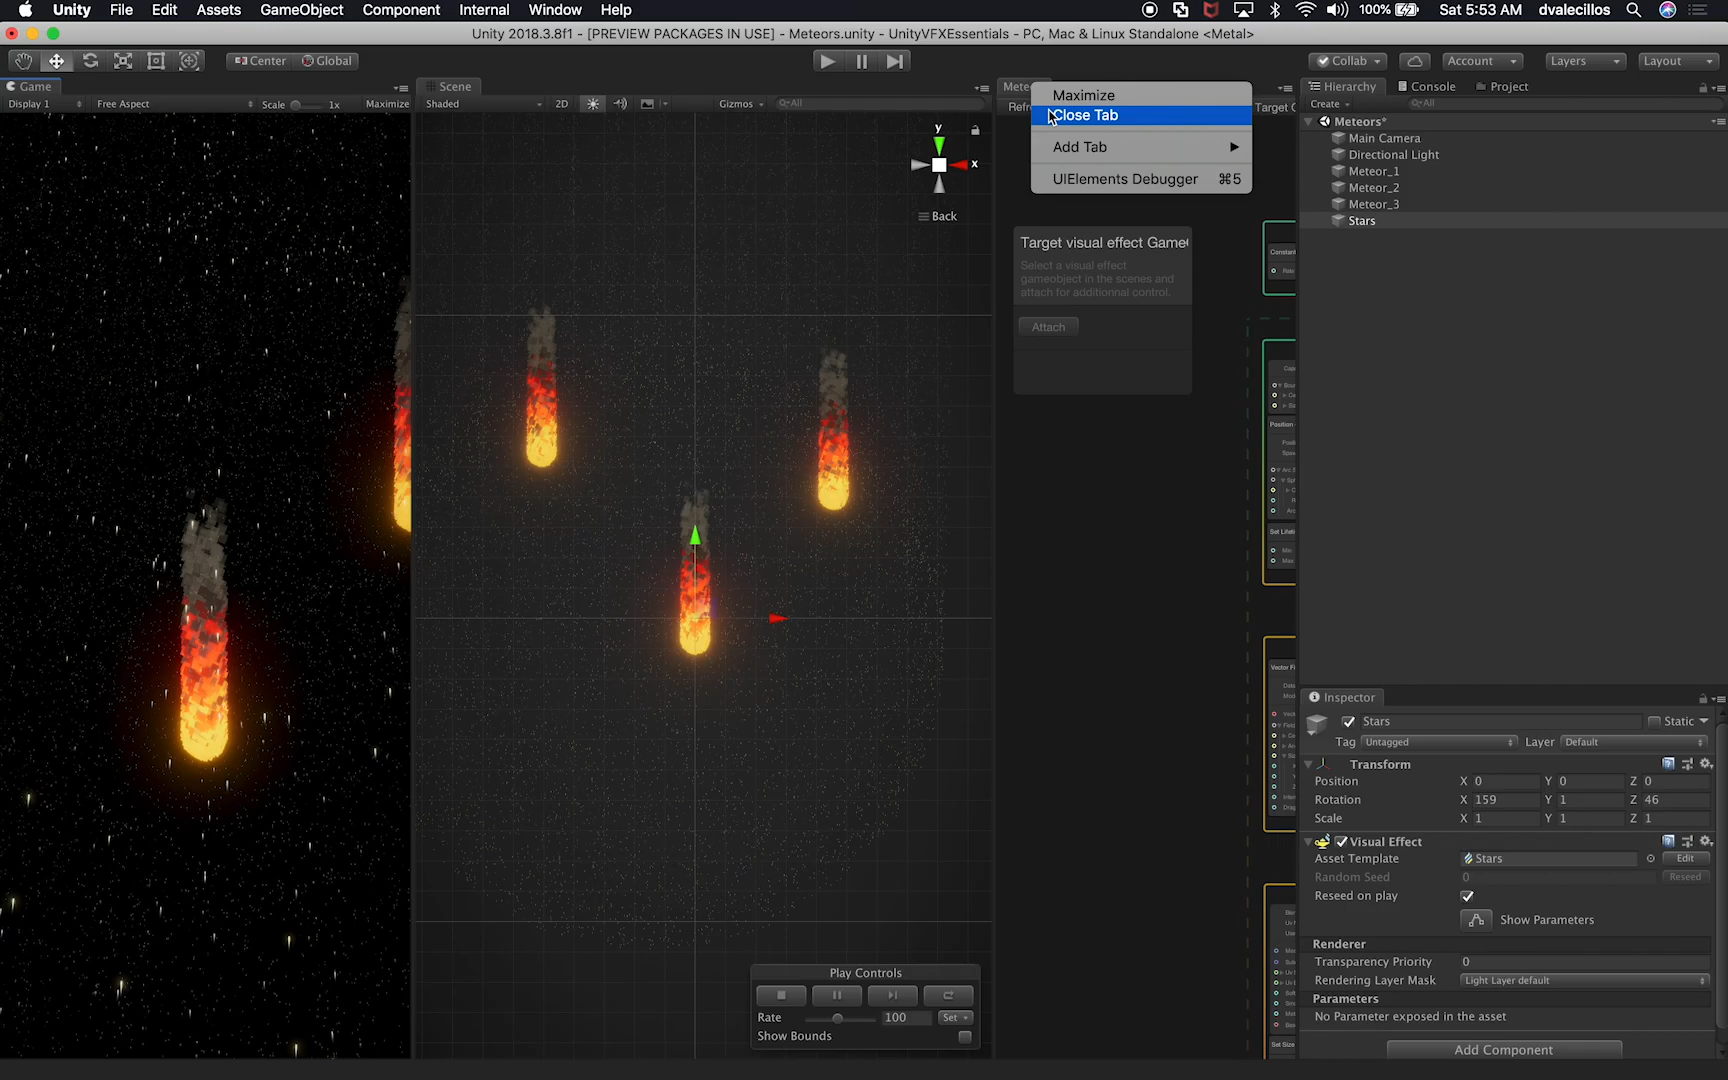 Unity File Edit Assets GameObject Component Internal Window Help 100% Sat 5:53 AM dvalecillos
Unity 2018.3.8f1 - [PREVIEW PACKAGES IN USE] - Meteors.unity - UnityVFXEssentials - PC, Mac & Linux Standalone <Metal>
Center Global Collab Account Layers Layout
Game Scene Hierarchy Console Project
Display 1 Free Aspect Scale 1x Maximize Shaded 2D Gizmos All Target Create All
Maximize
Close Tab
Add Tab
UIElements Debugger ⌘5
y
x
Back
Target visual effect Game
Select a visual effect
gameobject in the scenes and
attach for additionnal control.
Attach
Constant
Meteors*
Main Camera
Directional Light
Meteor_1
Meteor_2
Meteor_3
Stars
Inspector
Stars Static
Tag Untagged Layer Default
Transform
Position X 0 Y 0 Z 0
Rotation X 159 Y 1 Z 46
Scale X 1 Y 1 Z 1
Visual Effect
Asset Template Stars Edit
Random Seed 0 Reseed
Reseed on play
Show Parameters
Renderer
Transparency Priority 0
Rendering Layer Mask Light Layer default
Parameters
No Parameter exposed in the asset
Add Component
Play Controls
Rate 100 Set
Show Bounds